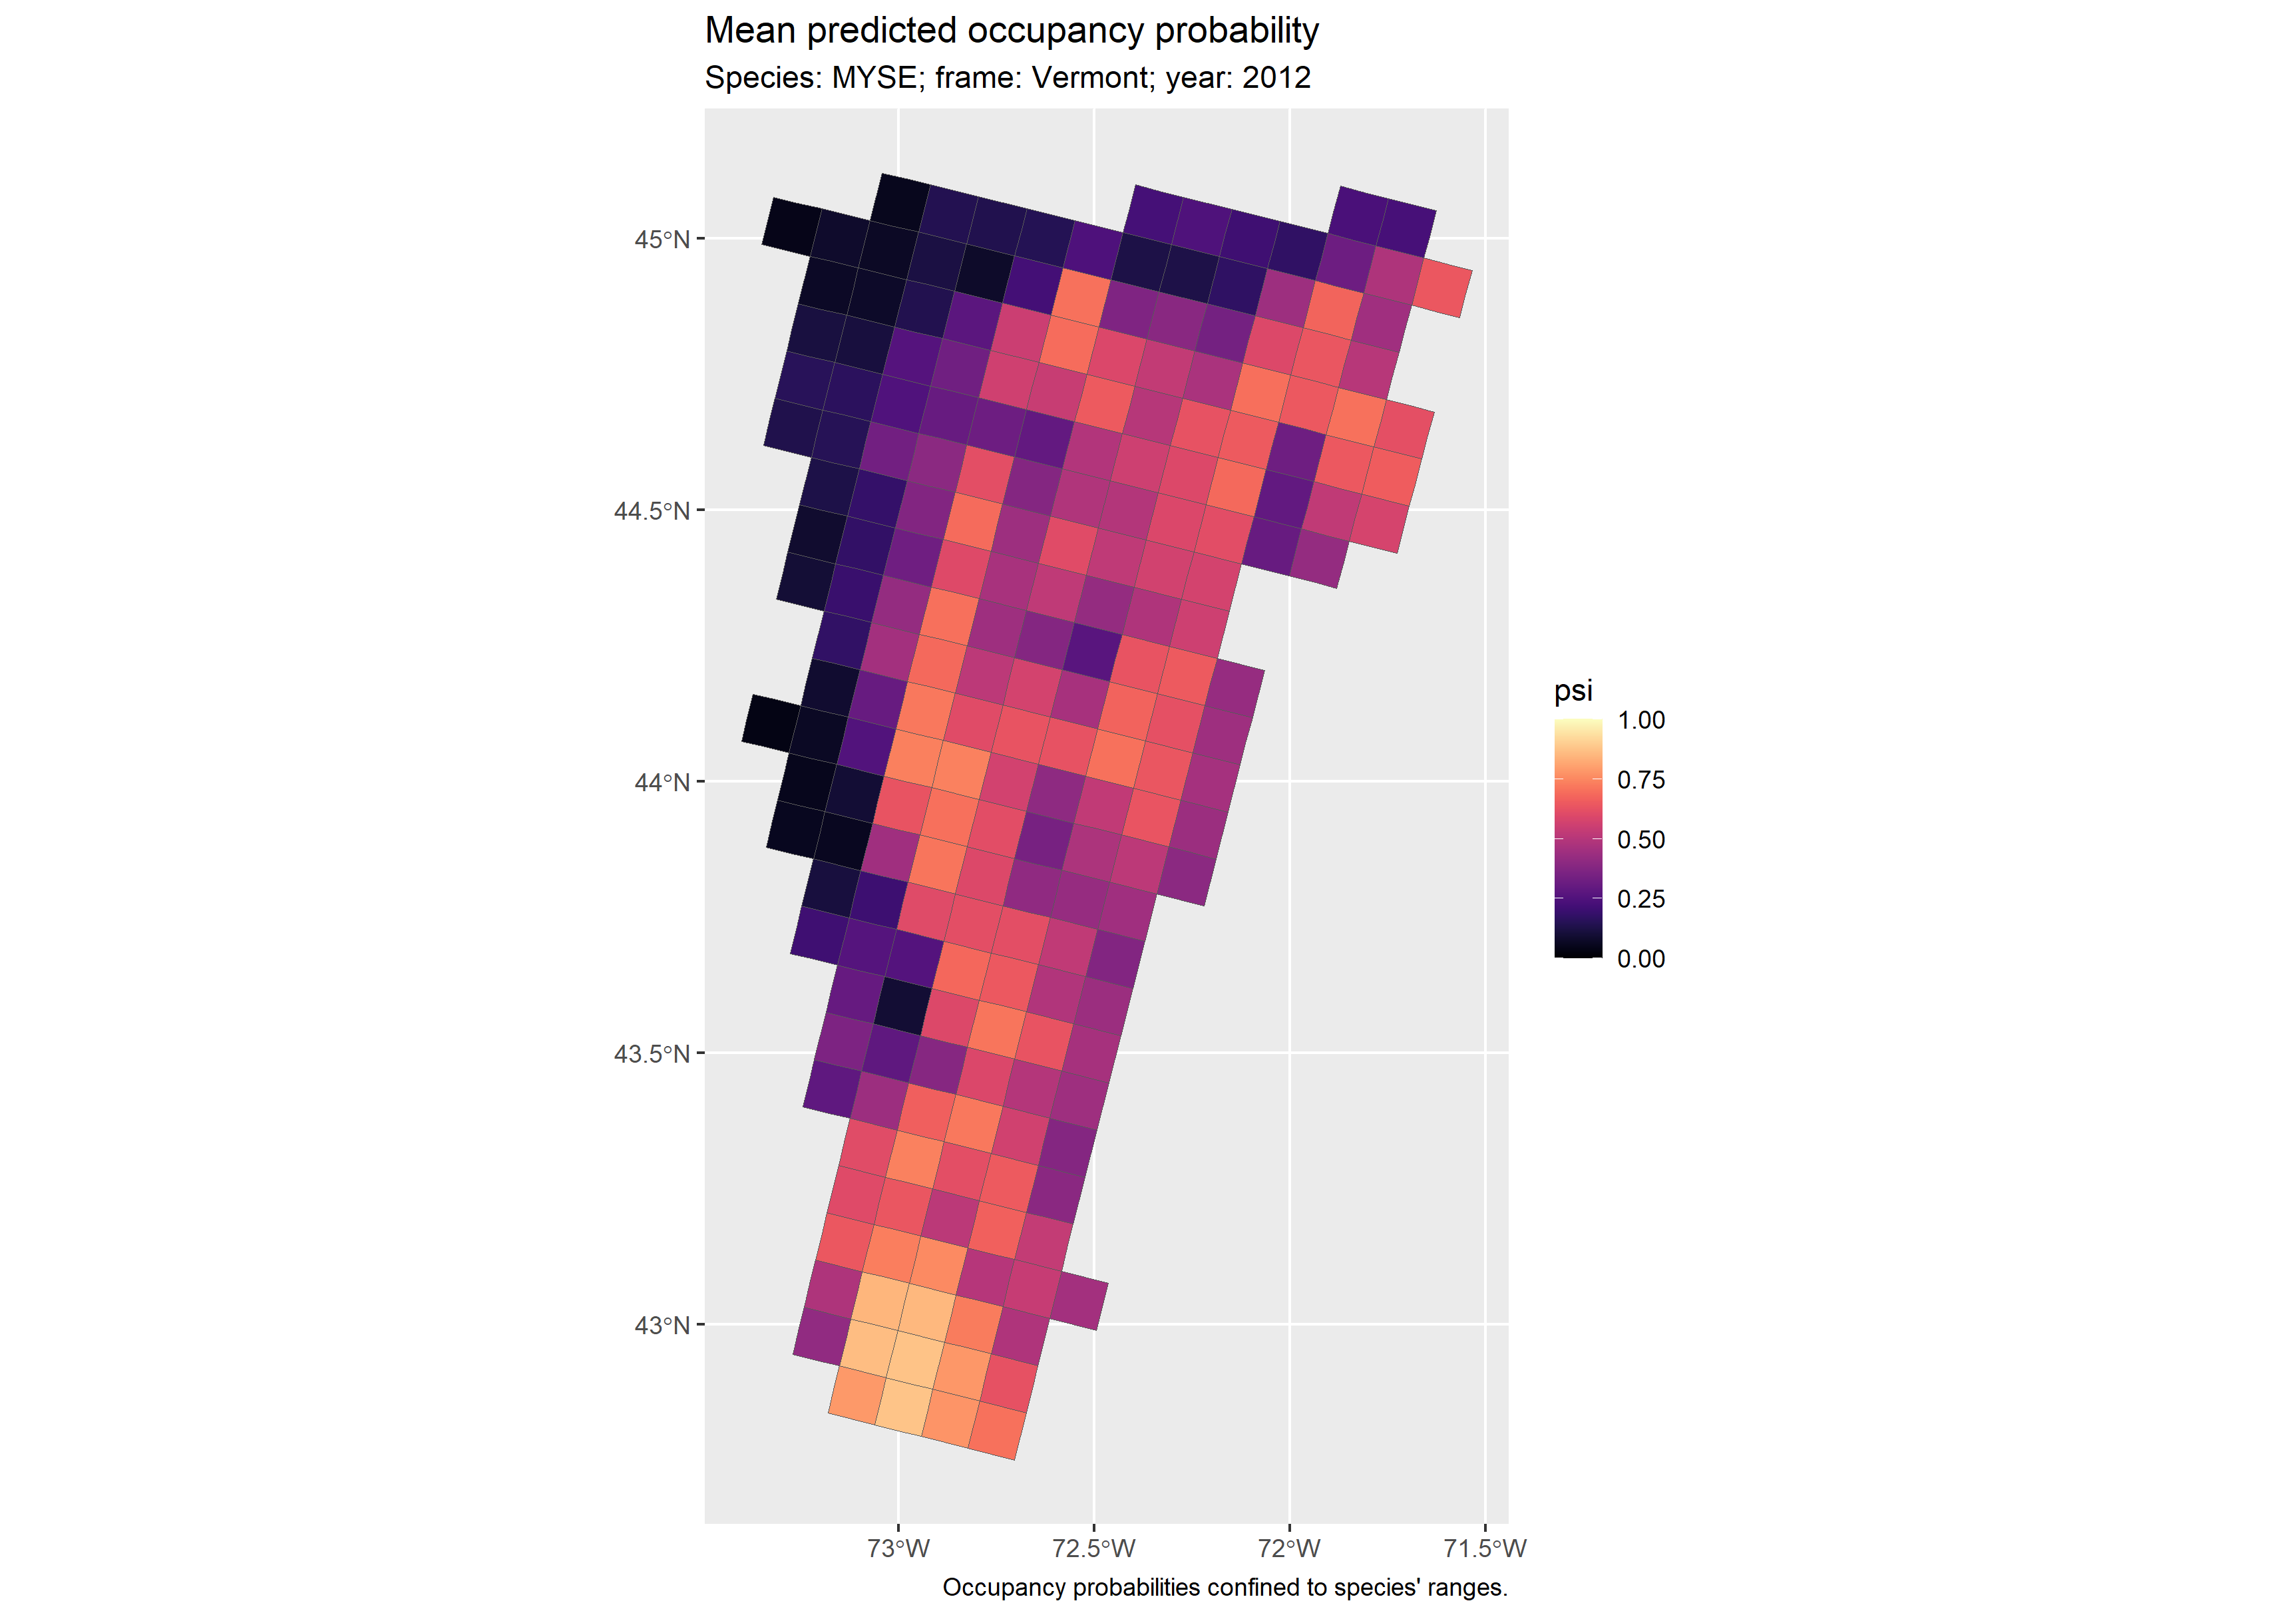 Mean predicted occupancy probability
Species: MYSE; frame: Vermont; year: 2012
45°N
44.5°N
44°N
43.5°N
43°N
73°W
72.5°W
72°W
71.5°W
psi
1.00
0.75
0.50
0.25
0.00
Occupancy probabilities confined to species' ranges.